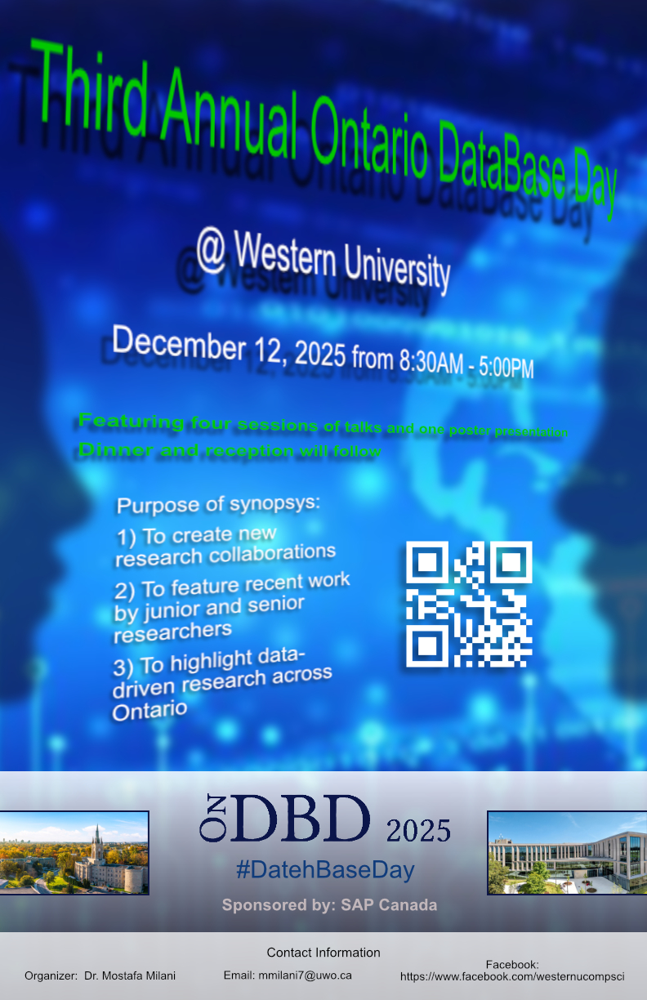 Third Annual Ontario DataBase Day
@ Western University
December 12, 2025 from 8:30AM - 5:00PM
Featuring four sessions of talks and one poster presentation
Dinner and reception will follow
Purpose of synopsys:
1) To create new
research collaborations
2) To feature recent work
by junior and senior
researchers
3) To highlight data-
driven research across
Ontario
ONDBD 2025
#DatehBaseDay
Sponsored by: SAP Canada
Contact Information
Organizer: Dr. Mostafa Milani
Email: mmilani7@uwo.ca
Facebook:
https://www.facebook.com/westernucompsci